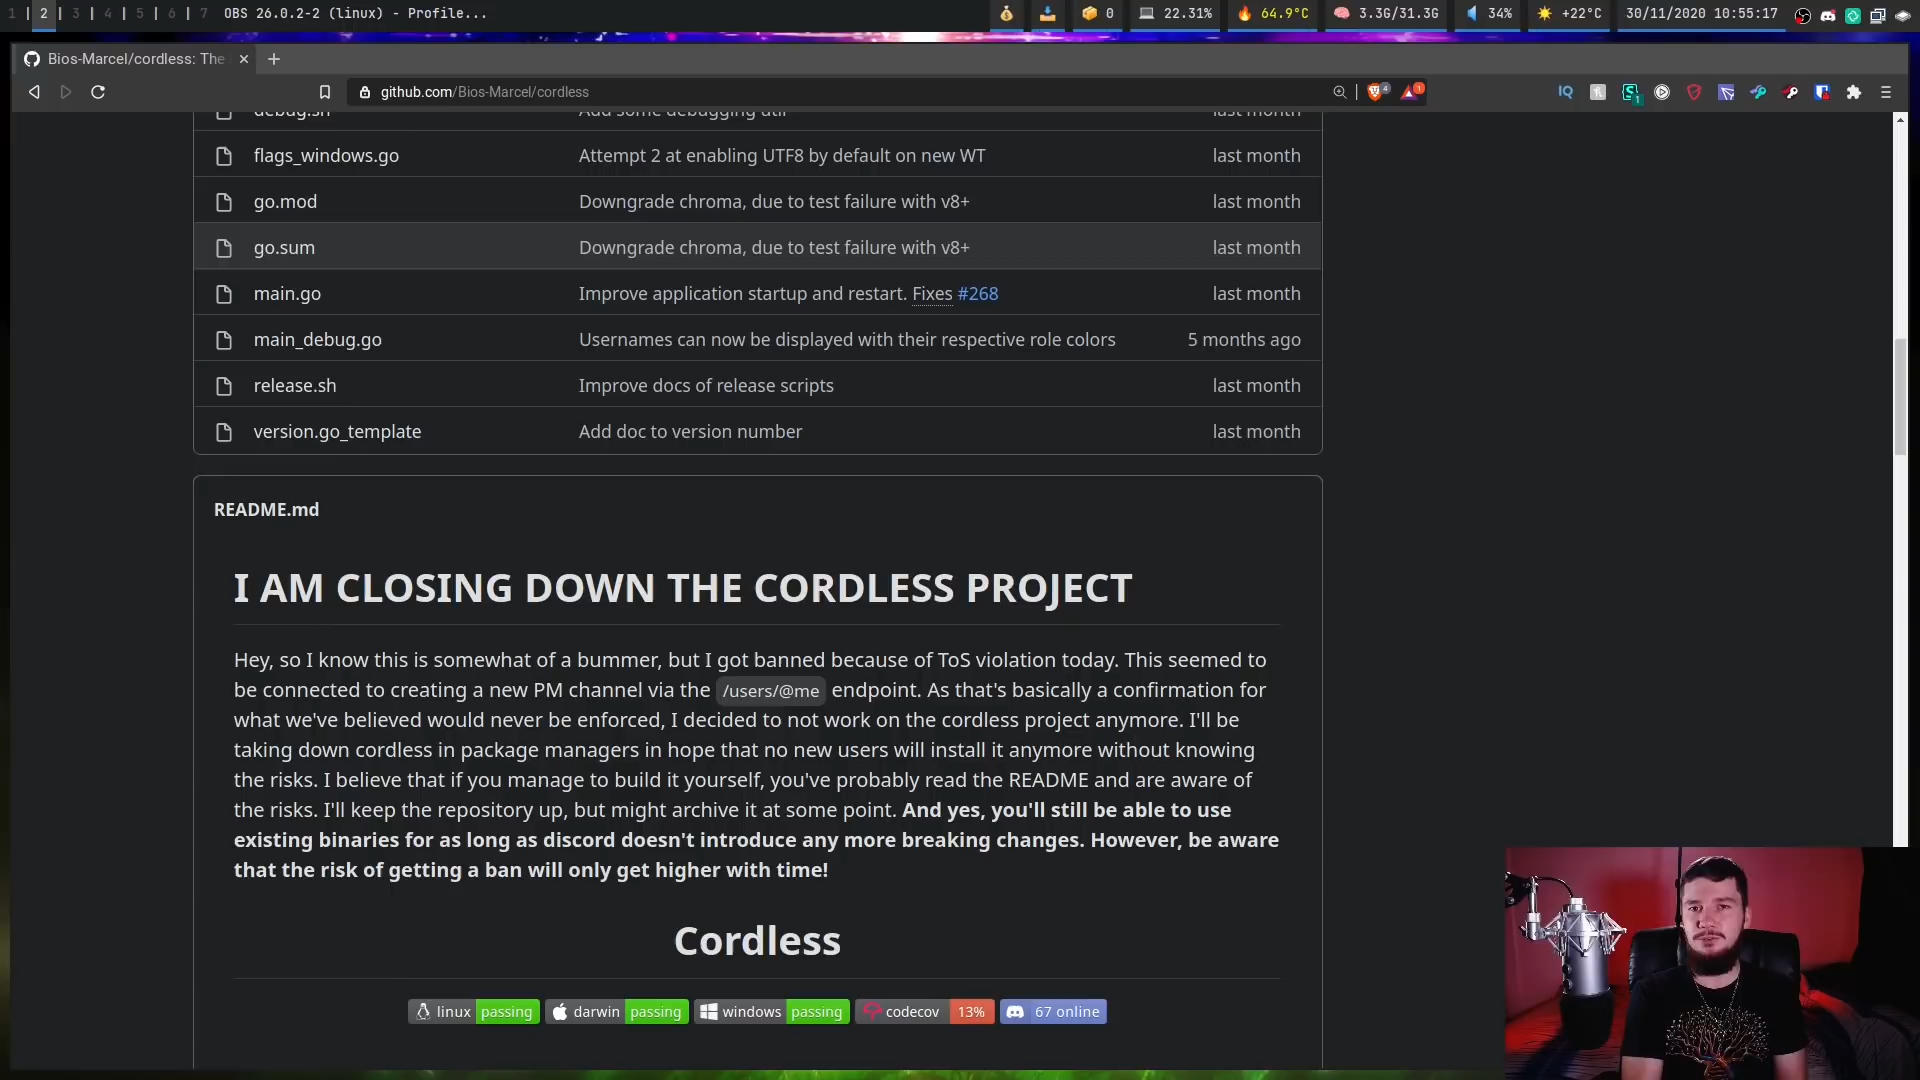 1 | 2 | 3 | 4 | 5 | 6 | 7 OBS 26.0.2-2 (linux) - Profile...
0 22.31% 64.9°C 3.3G/31.3G 34% +22°C 30/11/2020 10:55:17
Bios-Marcel/cordless: The
github.com/Bios-Marcel/cordless
4 1 IQ 1
debug.sh Add some debugging util last month
flags_windows.go Attempt 2 at enabling UTF8 by default on new WT last month
go.mod Downgrade chroma, due to test failure with v8+ last month
go.sum Downgrade chroma, due to test failure with v8+ last month
main.go Improve application startup and restart. Fixes #268 last month
main_debug.go Usernames can now be displayed with their respective role colors 5 months ago
release.sh Improve docs of release scripts last month
version.go_template Add doc to version number last month
README.md
I AM CLOSING DOWN THE CORDLESS PROJECT
Hey, so I know this is somewhat of a bummer, but I got banned because of ToS violation today. This seemed to
be connected to creating a new PM channel via the /users/@me endpoint. As that's basically a confirmation for
what we've believed would never be enforced, I decided to not work on the cordless project anymore. I'll be
taking down cordless in package managers in hope that no new users will install it anymore without knowing
the risks. I believe that if you manage to build it yourself, you've probably read the README and are aware of
the risks. I'll keep the repository up, but might archive it at some point. And yes, you'll still be able to use
existing binaries for as long as discord doesn't introduce any more breaking changes. However, be aware
that the risk of getting a ban will only get higher with time!
Cordless
linux passing darwin passing windows passing codecov 13% 67 online